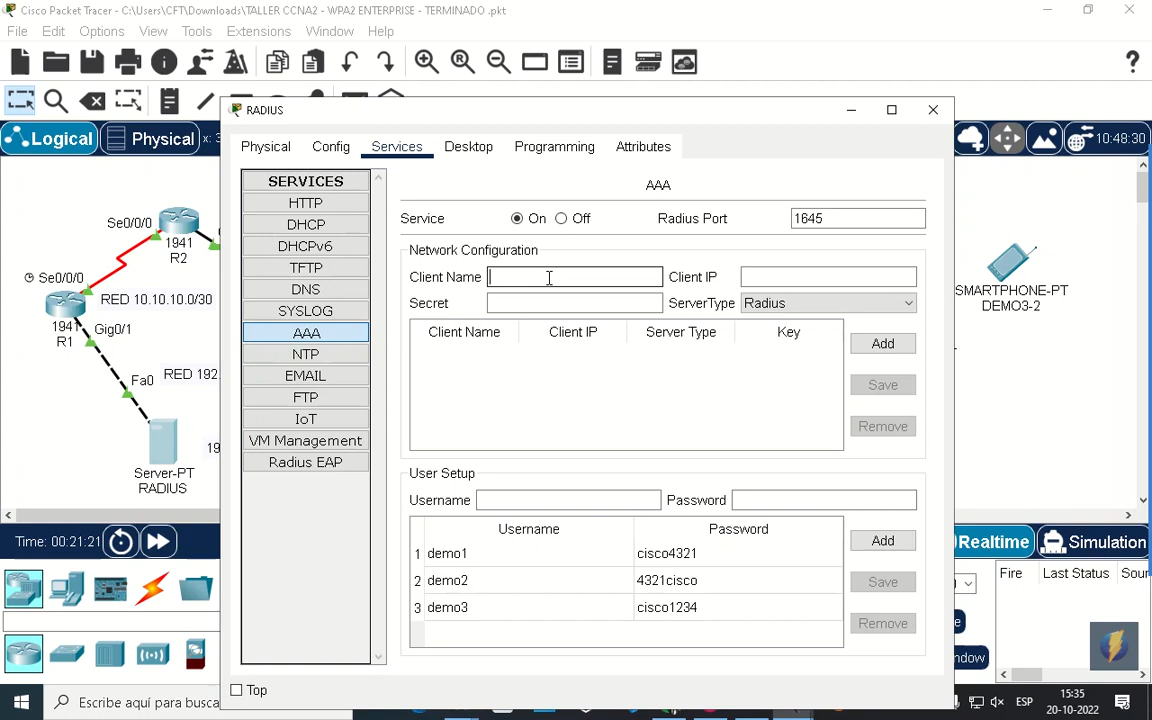 Cisco Packet Tracer - C:\Users\CFT\Downloads\TALLER CCNA2 - WPA2 ENTERPRISE - TERMINADO .pkt
File Edit Options View Tools Extensions Window Help
?
RADIUS
Logical Physical x: 3
10:48:30
Physical Config Services Desktop Programming Attributes
SERVICES
HTTP
DHCP
DHCPv6
TFTP
DNS
SYSLOG
AAA
NTP
EMAIL
FTP
IoT
VM Management
Radius EAP
AAA
Service On Off Radius Port 1645
Network Configuration
Client Name Client IP
Secret ServerType Radius
Client Name Client IP Server Type Key
Add
Save
Remove
User Setup
Username Password
Username Password
1 demo1 cisco4321
2 demo2 4321cisco
3 demo3 cisco1234
Add
Save
Remove
Top
Se0/0/0
1941
R2
Se0/0/0
RED 10.10.10.0/30
1941
R1
Gig0/1
Fa0
RED 192.
19
Server-PT
RADIUS
SMARTPHONE-PT
DEMO3-2
Time: 00:21:21
Realtime Simulation
Fire Last Status Sour
Escribe aquí para busca
ESP
15:35
20-10-2022